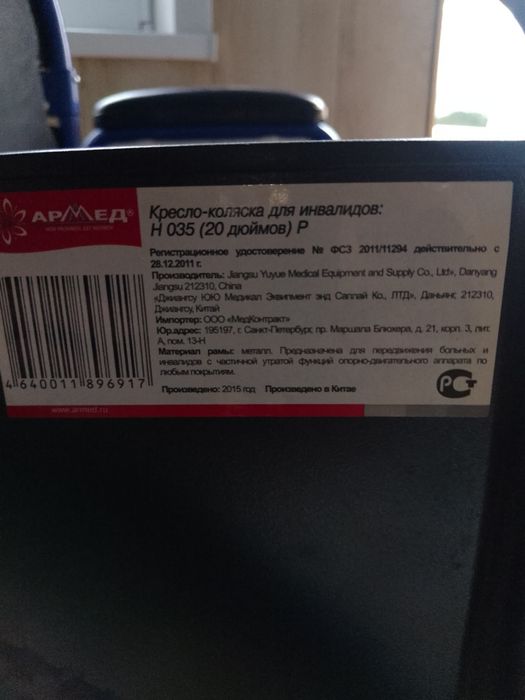 АРМЕД®
Кресло-коляска для инвалидов:
Н 035 (20 дюймов) Р
Регистрационное удостоверение № ФСЗ 2011/11294 действительно с
28.12.2011 г.
Производитель: Jiangsu Yuyue Medical Equipment and Supply Co., Ltd», Danyang
Jiangsu 212310, China
«Джиангсу ЮЮ Медикал Эквипмент энд Саплай Ко., ЛТД», Даньянг 212310,
Джиангсу, Китай
Импортер: ООО «МедКонтракт»
Юр.адрес: 195197, г. Санкт-Петербург, пр. Маршала Блюхера, д. 21, корп. 3, лит.
А, пом. 13-Н
Материал рамы: металл. Предназначена для передвижения больных и
инвалидов с частичной утратой функций опорно-двигательного аппарата по
любым покрытиям.
Произведено: 2015 год Произведено в Китае
4 640011 896917
РСТ
www.armed.ru